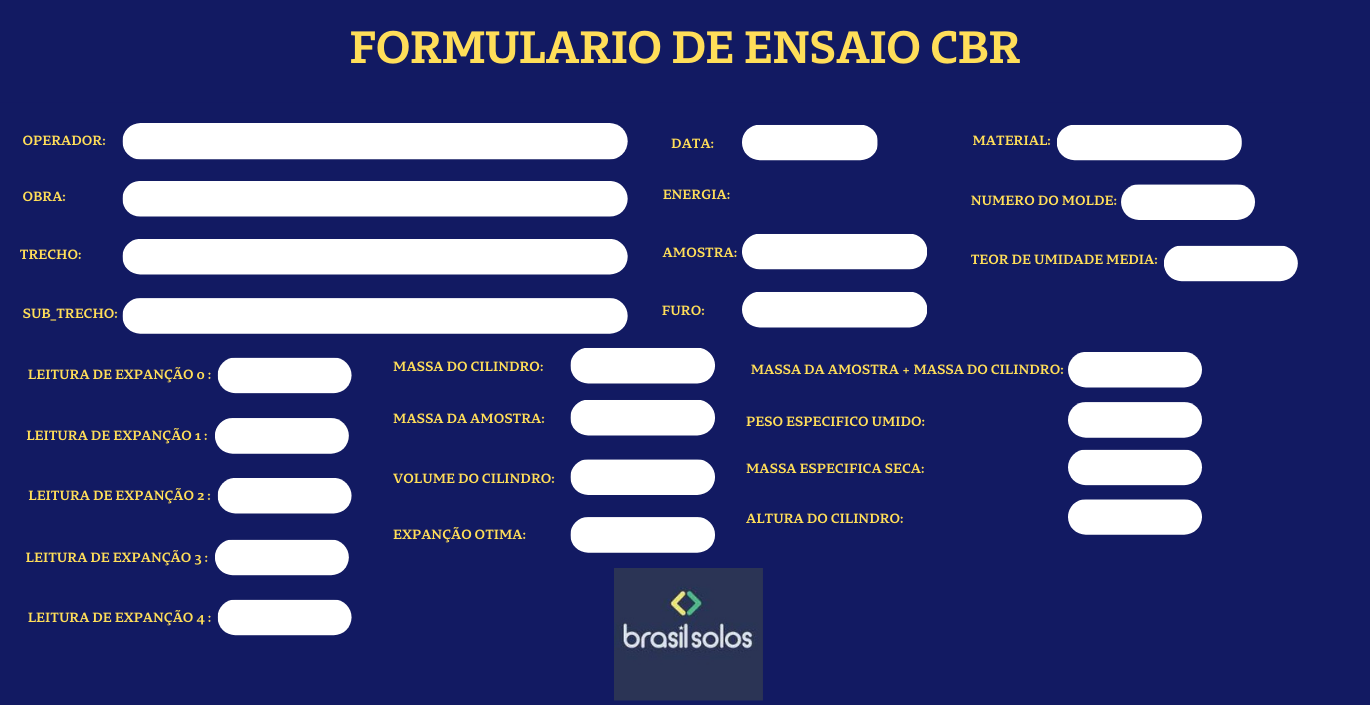 FORMULARIO DE ENSAIO CBR
OPERADOR:
DATA:
MATERIAL:
OBRA:
ENERGIA:
NUMERO DO MOLDE:
TRECHO:
AMOSTRA:
TEOR DE UMIDADE MEDIA:
SUB_TRECHO:
FURO:
LEITURA DE EXPANÇÃO 0 :
LEITURA DE EXPANÇÃO 1 :
LEITURA DE EXPANÇÃO 2 :
LEITURA DE EXPANÇÃO 3 :
LEITURA DE EXPANÇÃO 4 :
MASSA DO CILINDRO:
MASSA DA AMOSTRA:
VOLUME DO CILINDRO:
EXPANÇÃO OTIMA:
MASSA DA AMOSTRA + MASSA DO CILINDRO:
PESO ESPECIFICO UMIDO:
MASSA ESPECIFICA SECA:
ALTURA DO CILINDRO:
brasil solos